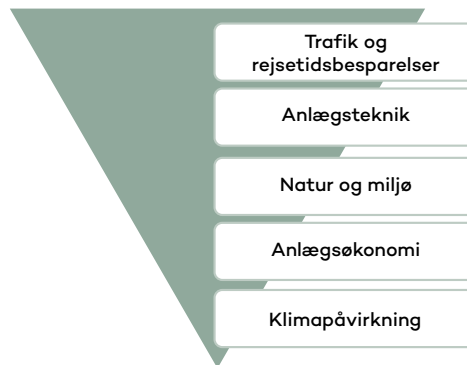 Trafik og
rejsetidsbesparelser
Anlægsteknik
Natur og miljø
Anlægsøkonomi
Klimapåvirkning